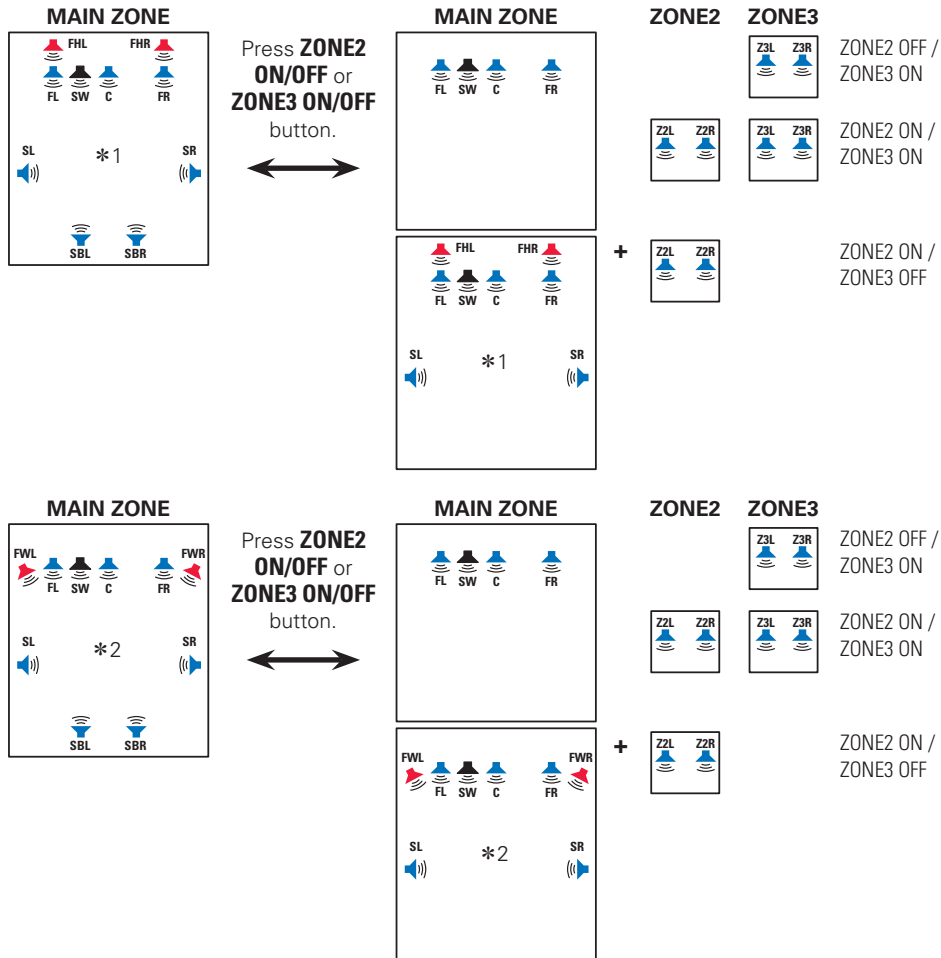 MAIN ZONE
MAIN ZONE
ZONE2 ZONE3
FHL FHR
FL SW C FR
SL *1 SR
SBL SBR
Press ZONE2
ON/OFF or
ZONE3 ON/OFF
button.
FL SW C FR
Z3L Z3R
ZONE2 OFF /
ZONE3 ON
Z2L Z2R Z3L Z3R
ZONE2 ON /
ZONE3 ON
FHL FHR
FL SW C FR
SL *1 SR
+
Z2L Z2R
ZONE2 ON /
ZONE3 OFF
MAIN ZONE
MAIN ZONE
ZONE2 ZONE3
FWL FWR
FL SW C FR
SL *2 SR
SBL SBR
Press ZONE2
ON/OFF or
ZONE3 ON/OFF
button.
FL SW C FR
Z3L Z3R
ZONE2 OFF /
ZONE3 ON
Z2L Z2R Z3L Z3R
ZONE2 ON /
ZONE3 ON
FWL FWR
FL SW C FR
SL *2 SR
+
Z2L Z2R
ZONE2 ON /
ZONE3 OFF